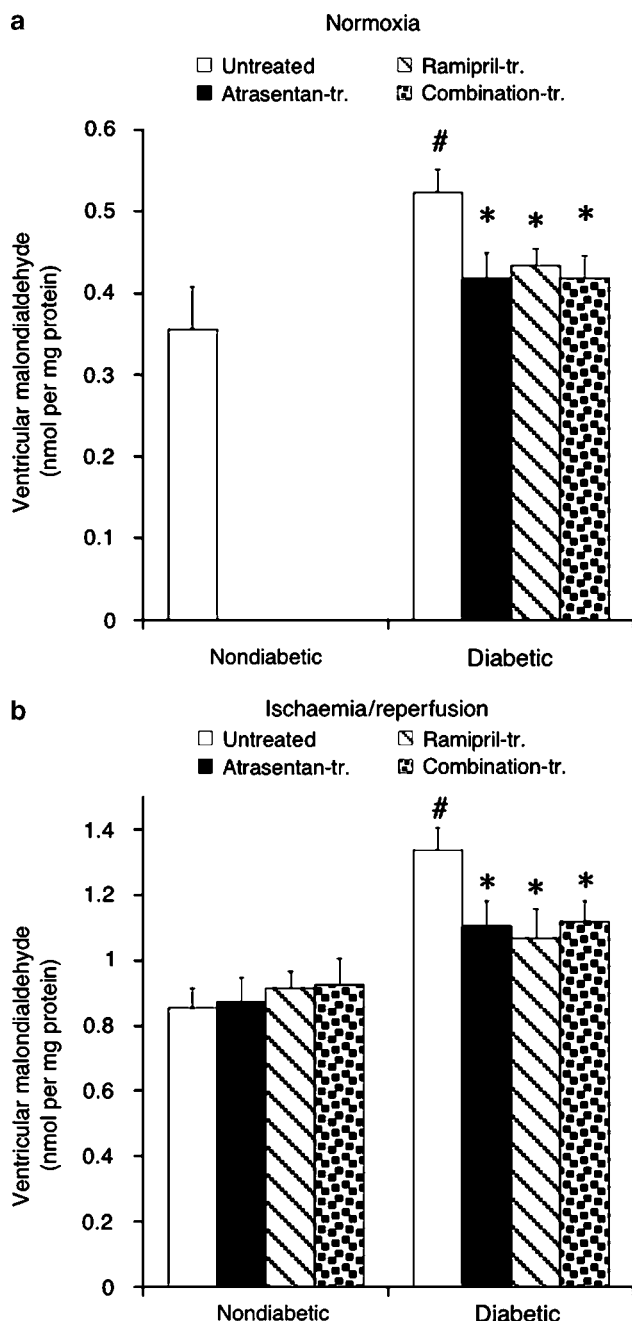 a
Normoxia
Untreated
Ramipril-tr.
Atrasentan-tr.
Combination-tr.
Ventricular malondialdehyde
(nmol per mg protein)
0.6
0.5
0.4
0.3
0.2
0.1
0
#
*
*
*
Nondiabetic
Diabetic
b
Ischaemia/reperfusion
Untreated
Ramipril-tr.
Atrasentan-tr.
Combination-tr.
Ventricular malondialdehyde
(nmol per mg protein)
1.4
1.2
1
0.8
0.6
0.4
0.2
0
#
*
*
*
Nondiabetic
Diabetic